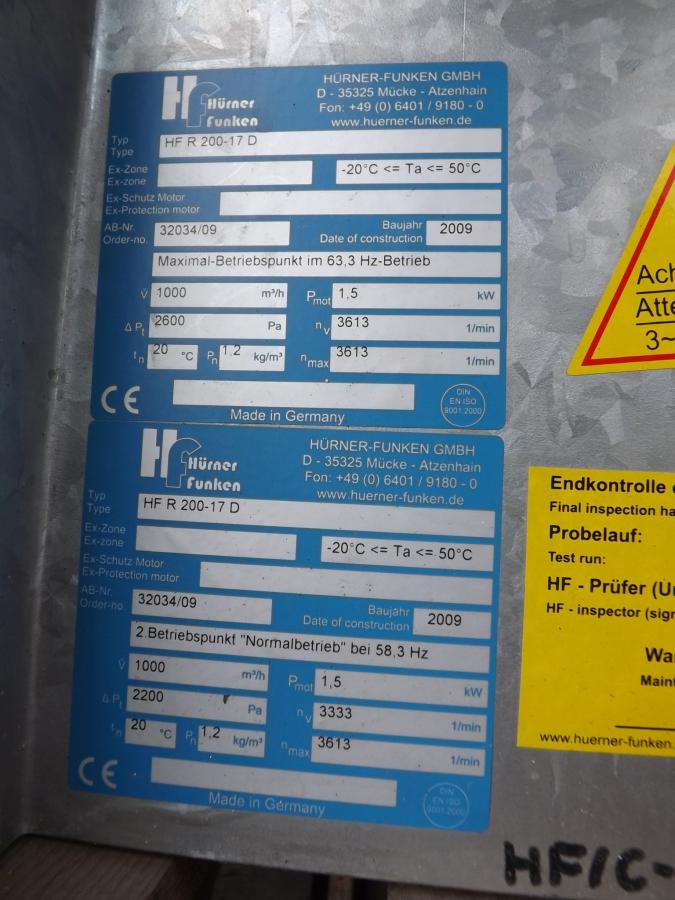 HF Hürner Funken
HÜRNER-FUNKEN GMBH
D - 35325 Mücke - Atzenhain
Fon: +49 (0) 6401 / 9180 - 0
www.huerner-funken.de
Typ
Type HF R 200-17 D
Ex-Zone
Ex-zone -20°C <= Ta <= 50°C
Ex-Schutz Motor
Ex-Protection motor
AB-Nr.
Order-no. 32034/09 Baujahr
Date of construction 2009
Maximal-Betriebspunkt im 63,3 Hz-Betrieb
V̇ 1000 m³/h Pmot 1,5 kW
Δ Pt 2600 Pa nv 3613 1/min
tn 20 °C Pn 1,2 kg/m³ nmax 3613 1/min
CE
Made in Germany
DIN
EN ISO
9001:2000
HF Hürner Funken
HÜRNER-FUNKEN GMBH
D - 35325 Mücke - Atzenhain
Fon: +49 (0) 6401 / 9180 - 0
www.huerner-funken.de
Typ
Type HF R 200-17 D
Ex-Zone
Ex-zone -20°C <= Ta <= 50°C
Ex-Schutz Motor
Ex-Protection motor
AB-Nr.
Order-no. 32034/09 Baujahr
Date of construction 2009
2.Betriebspunkt "Normalbetrieb" bei 58,3 Hz
V̇ 1000 m³/h Pmot 1,5 kW
Δ Pt 2200 Pa nv 3333 1/min
tn 20 °C Pn 1,2 kg/m³ nmax 3613 1/min
CE
Made in Germany
DIN
EN ISO
9001:2000
Ach
Atte
3~
Endkontrolle
Final inspection ha
Probelauf:
Test run:
HF - Prüfer (U
HF - inspector (sign
Wa
Maint
www.huerner-funken.
HF/C-